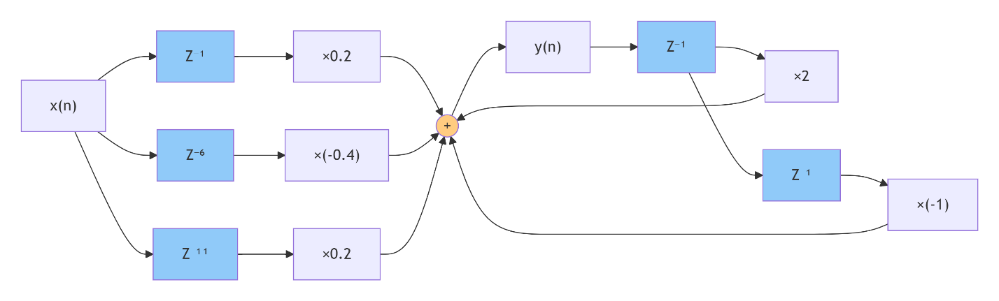 x(n)
Z⁻¹
×0.2
Z⁻⁶
×(-0.4)
Z ¹¹
×0.2
+
y(n)
Z⁻¹
×2
Z ¹
×(-1)